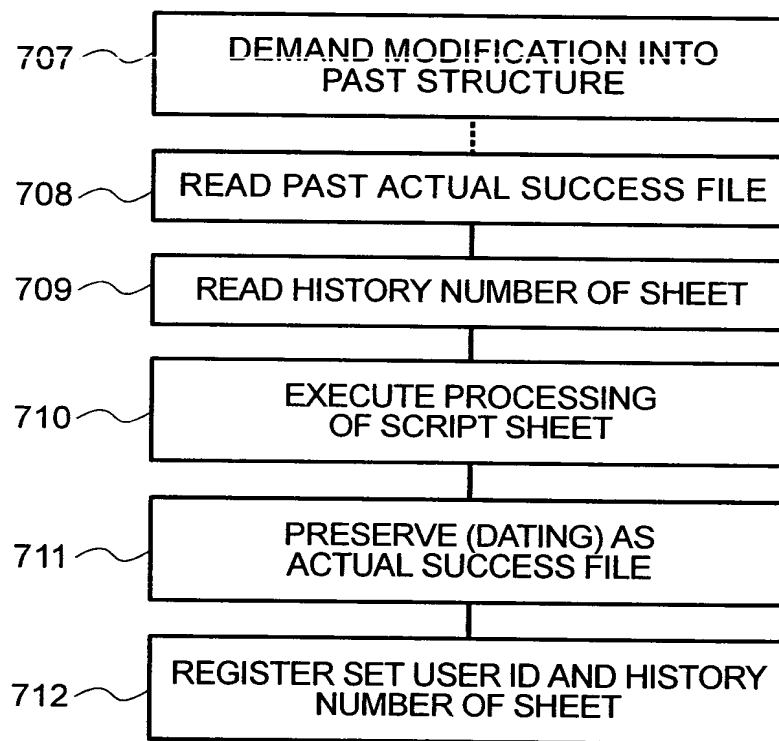 707
DEMAND MODIFICATION INTO
PAST STRUCTURE
708
READ PAST ACTUAL SUCCESS FILE
709
READ HISTORY NUMBER OF SHEET
710
EXECUTE PROCESSING
OF SCRIPT SHEET
711
PRESERVE (DATING) AS
ACTUAL SUCCESS FILE
712
REGISTER SET USER ID AND HISTORY
NUMBER OF SHEET